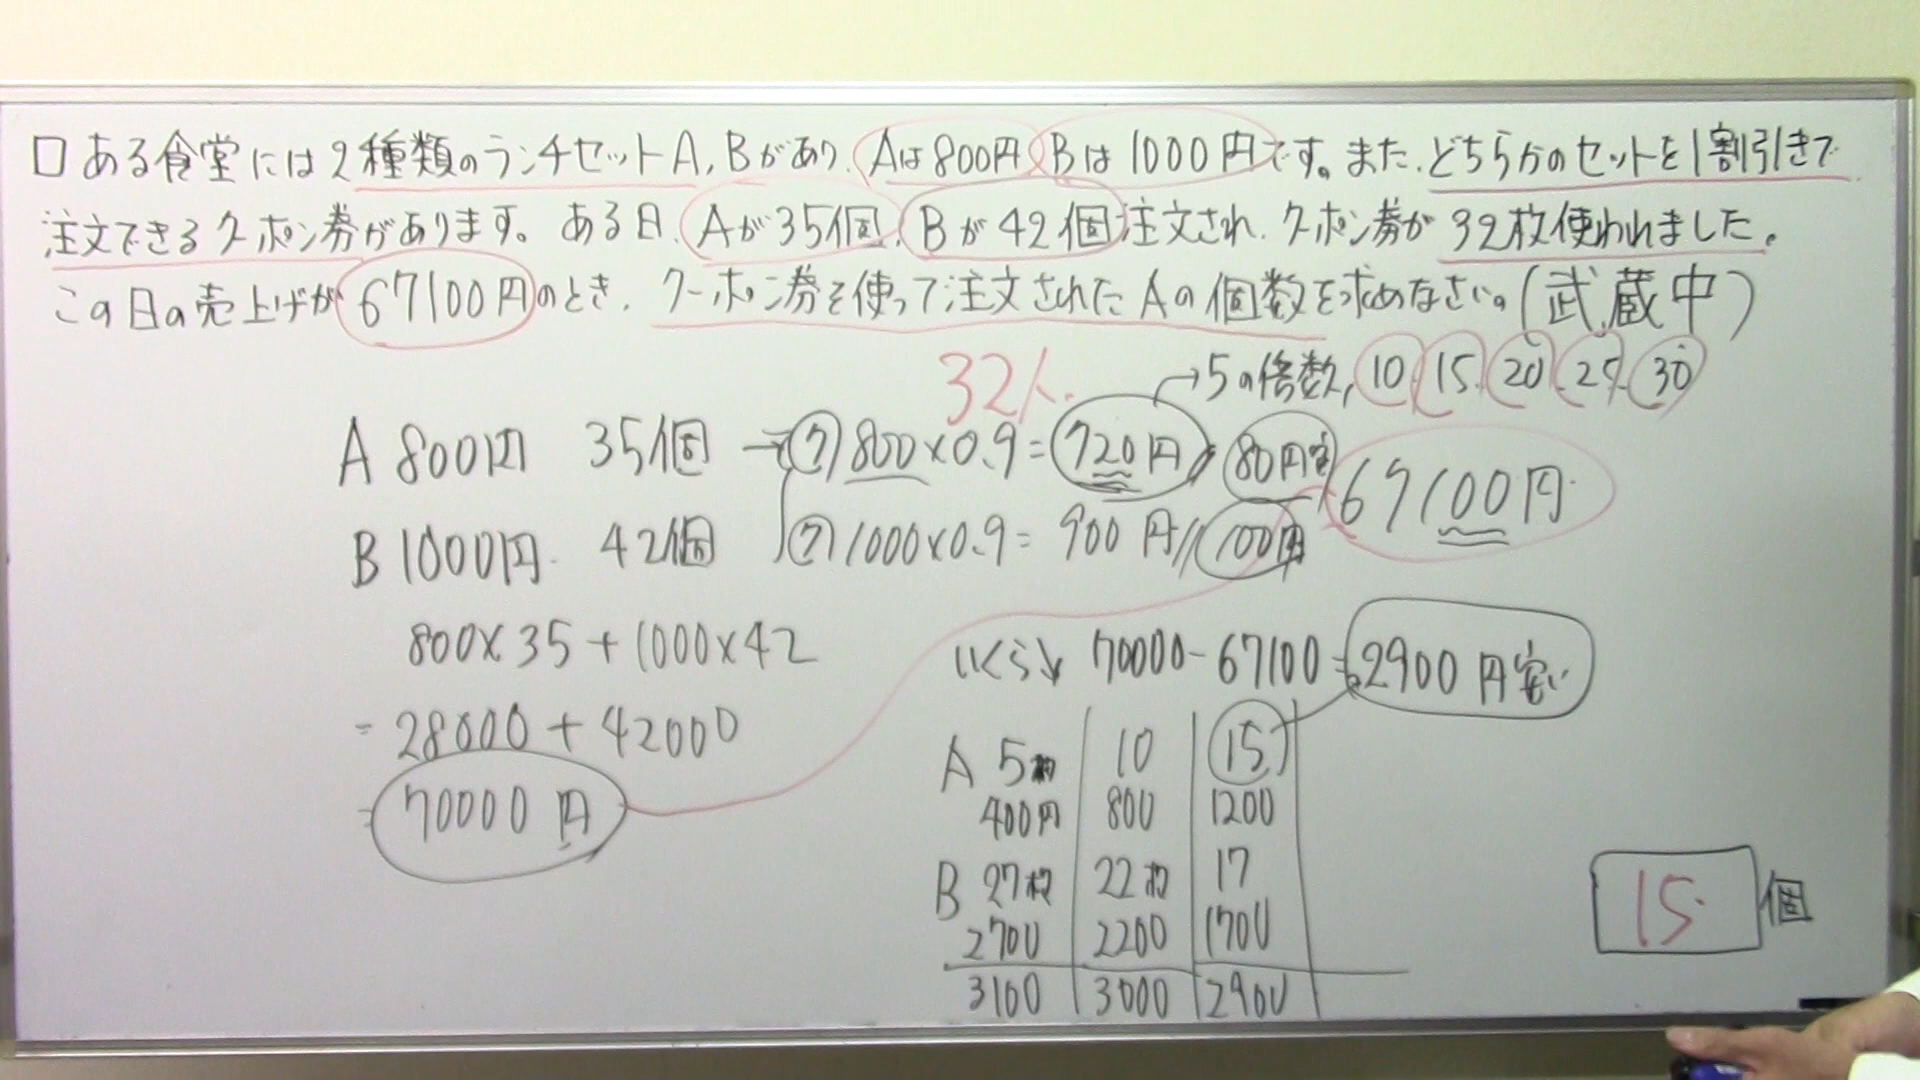 □ある食堂には2種類のランチセットA,Bがあり、Aは800円Bは1000円です。また、どちらかのセットを1割引きで
注文できるクーポン券があります。ある日、Aが35個、Bが42個注文され、クーポン券が32枚使われました。
この日の売上げが67100円のとき、クーポン券を使って注文されたAの個数を求めなさい。(武蔵中)
32人 →5の倍数, 10 15 20 25 30
A 800円 35個 →ク 800×0.9=720円 80円安 67100円
B 1000円 42個 ク 1000×0.9=900円 100円
800×35+1000×42
=28000+42000
=70000円
いくら 70000-67100=2900円安い
A 5枚 10 15
400円 800 1200
B 27枚 22枚 17
2700 2200 1700
3100 3000 2900
15 個